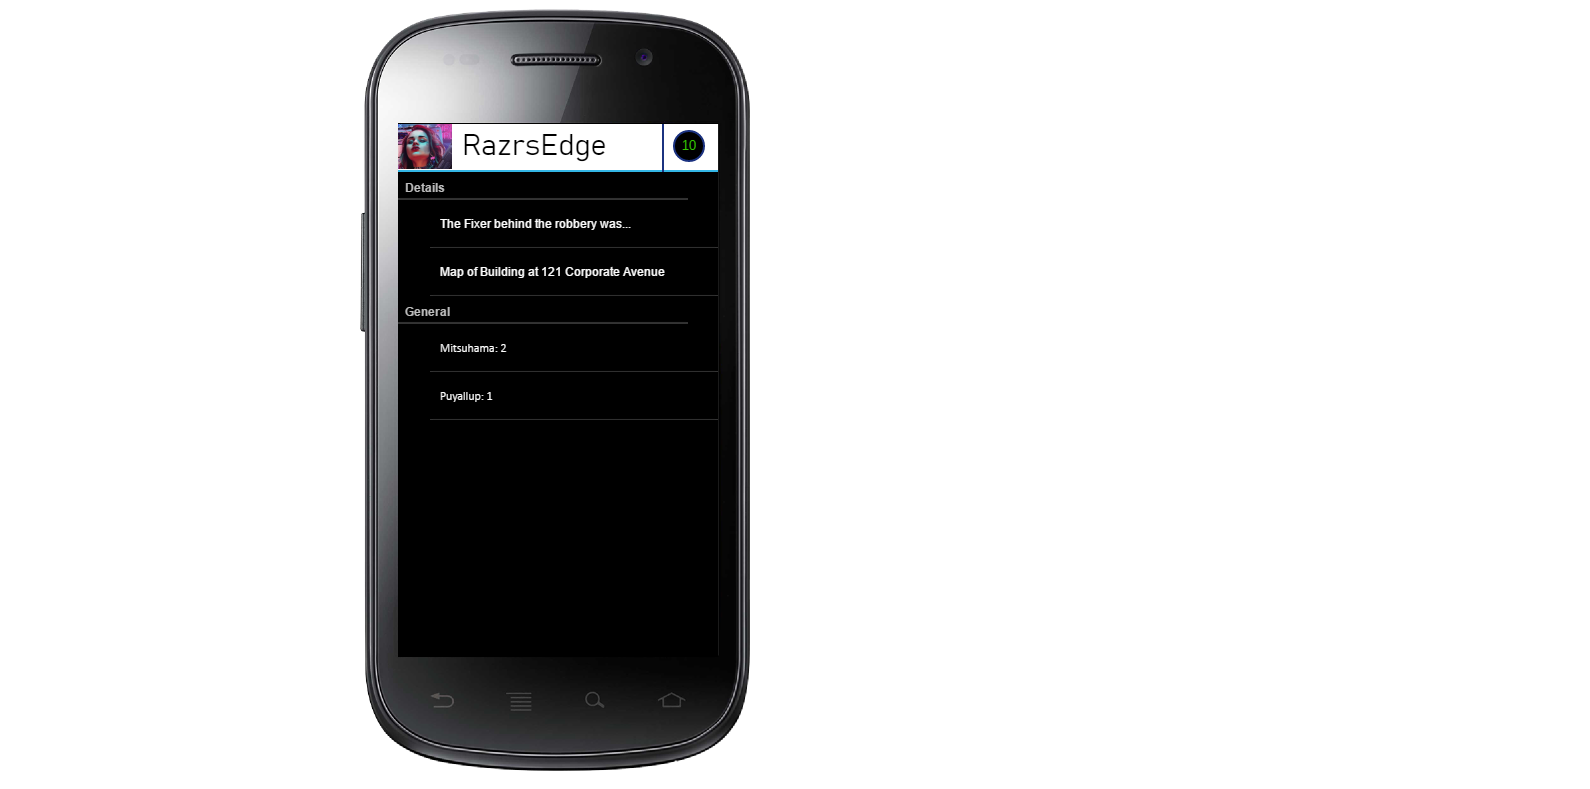 RazrsEdge
10
Details
The Fixer behind the robbery was...
Map of Building at 121 Corporate Avenue
General
Mitsuhama: 2
Puyallup: 1